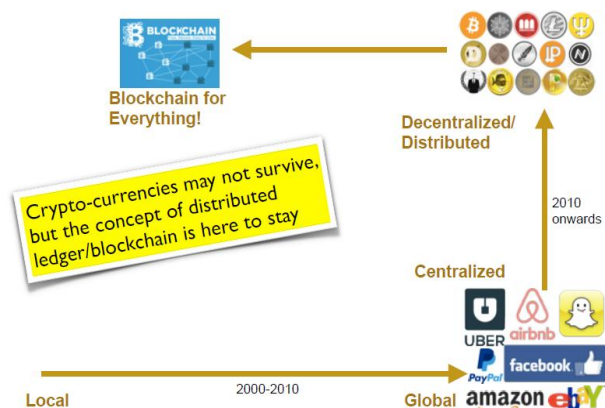 BLOCKCHAIN
Blockchain for
Everything!
Decentralized/
Distributed
Crypto-currencies may not survive,
but the concept of distributed
ledger/blockchain is here to stay
2010
onwards
Centralized
UBER
airbnb
PayPal
facebook
2000-2010
Local
Global
amazon
ebay